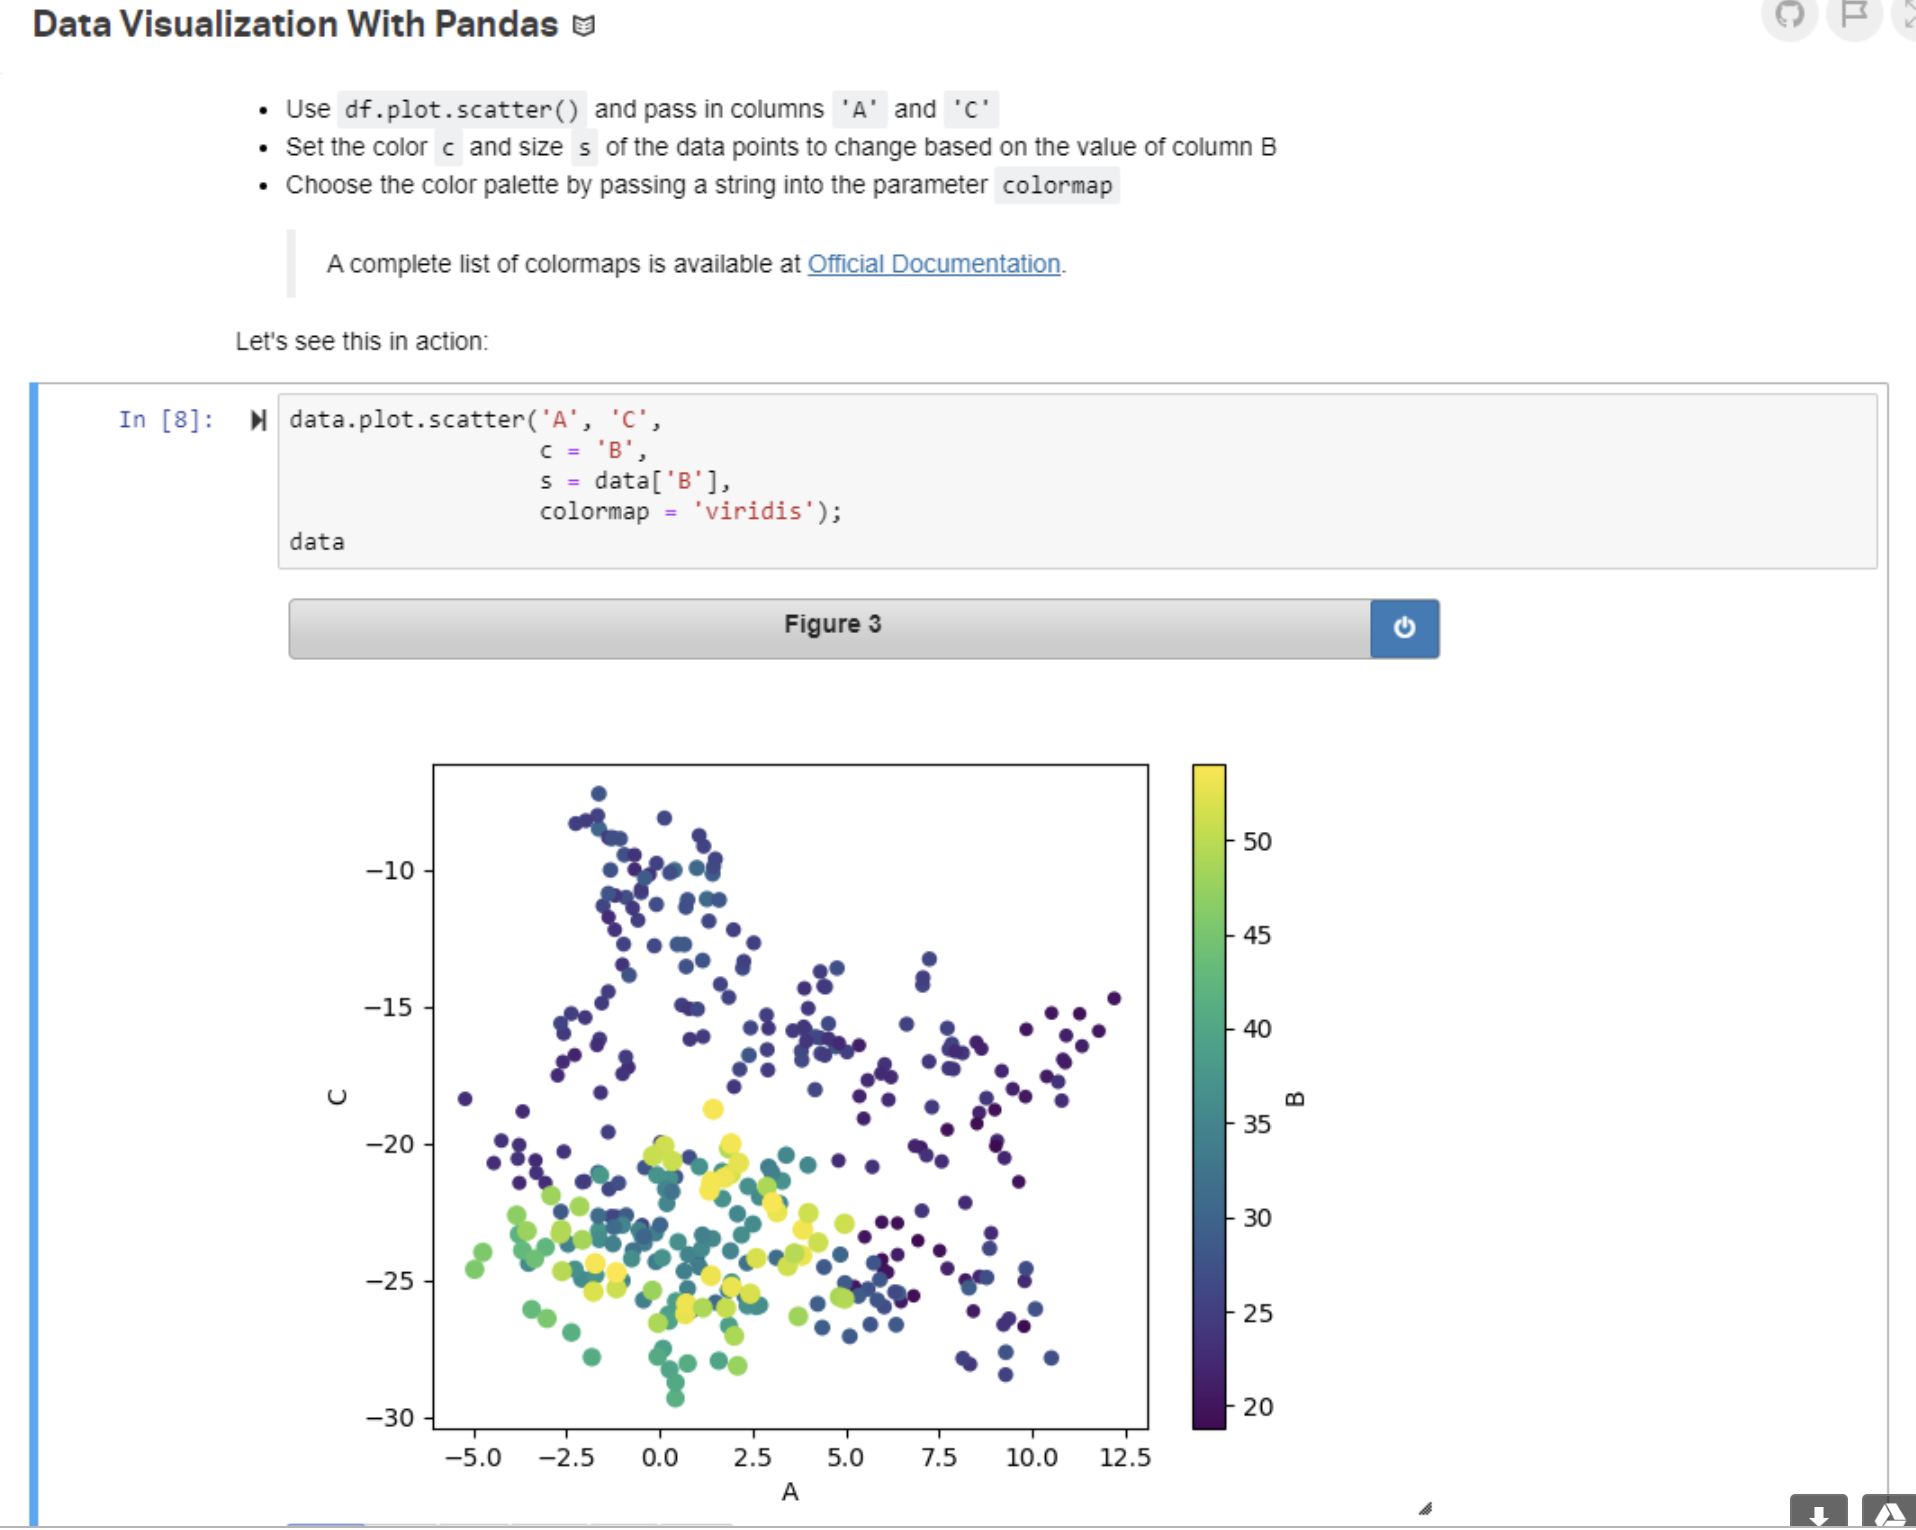 Data Visualization With Pandas
• Use df.plot.scatter() and pass in columns 'A' and 'C'
• Set the color c and size s of the data points to change based on the value of column B
• Choose the color palette by passing a string into the parameter colormap
A complete list of colormaps is available at Official Documentation.
Let's see this in action:
In [8]: data.plot.scatter('A', 'C',
c = 'B',
s = data['B'],
colormap = 'viridis');
data
Figure 3
−10
−15
−20
−25
−30
C
−5.0 −2.5 0.0 2.5 5.0 7.5 10.0 12.5
A
50
45
40
35
30
25
20
B